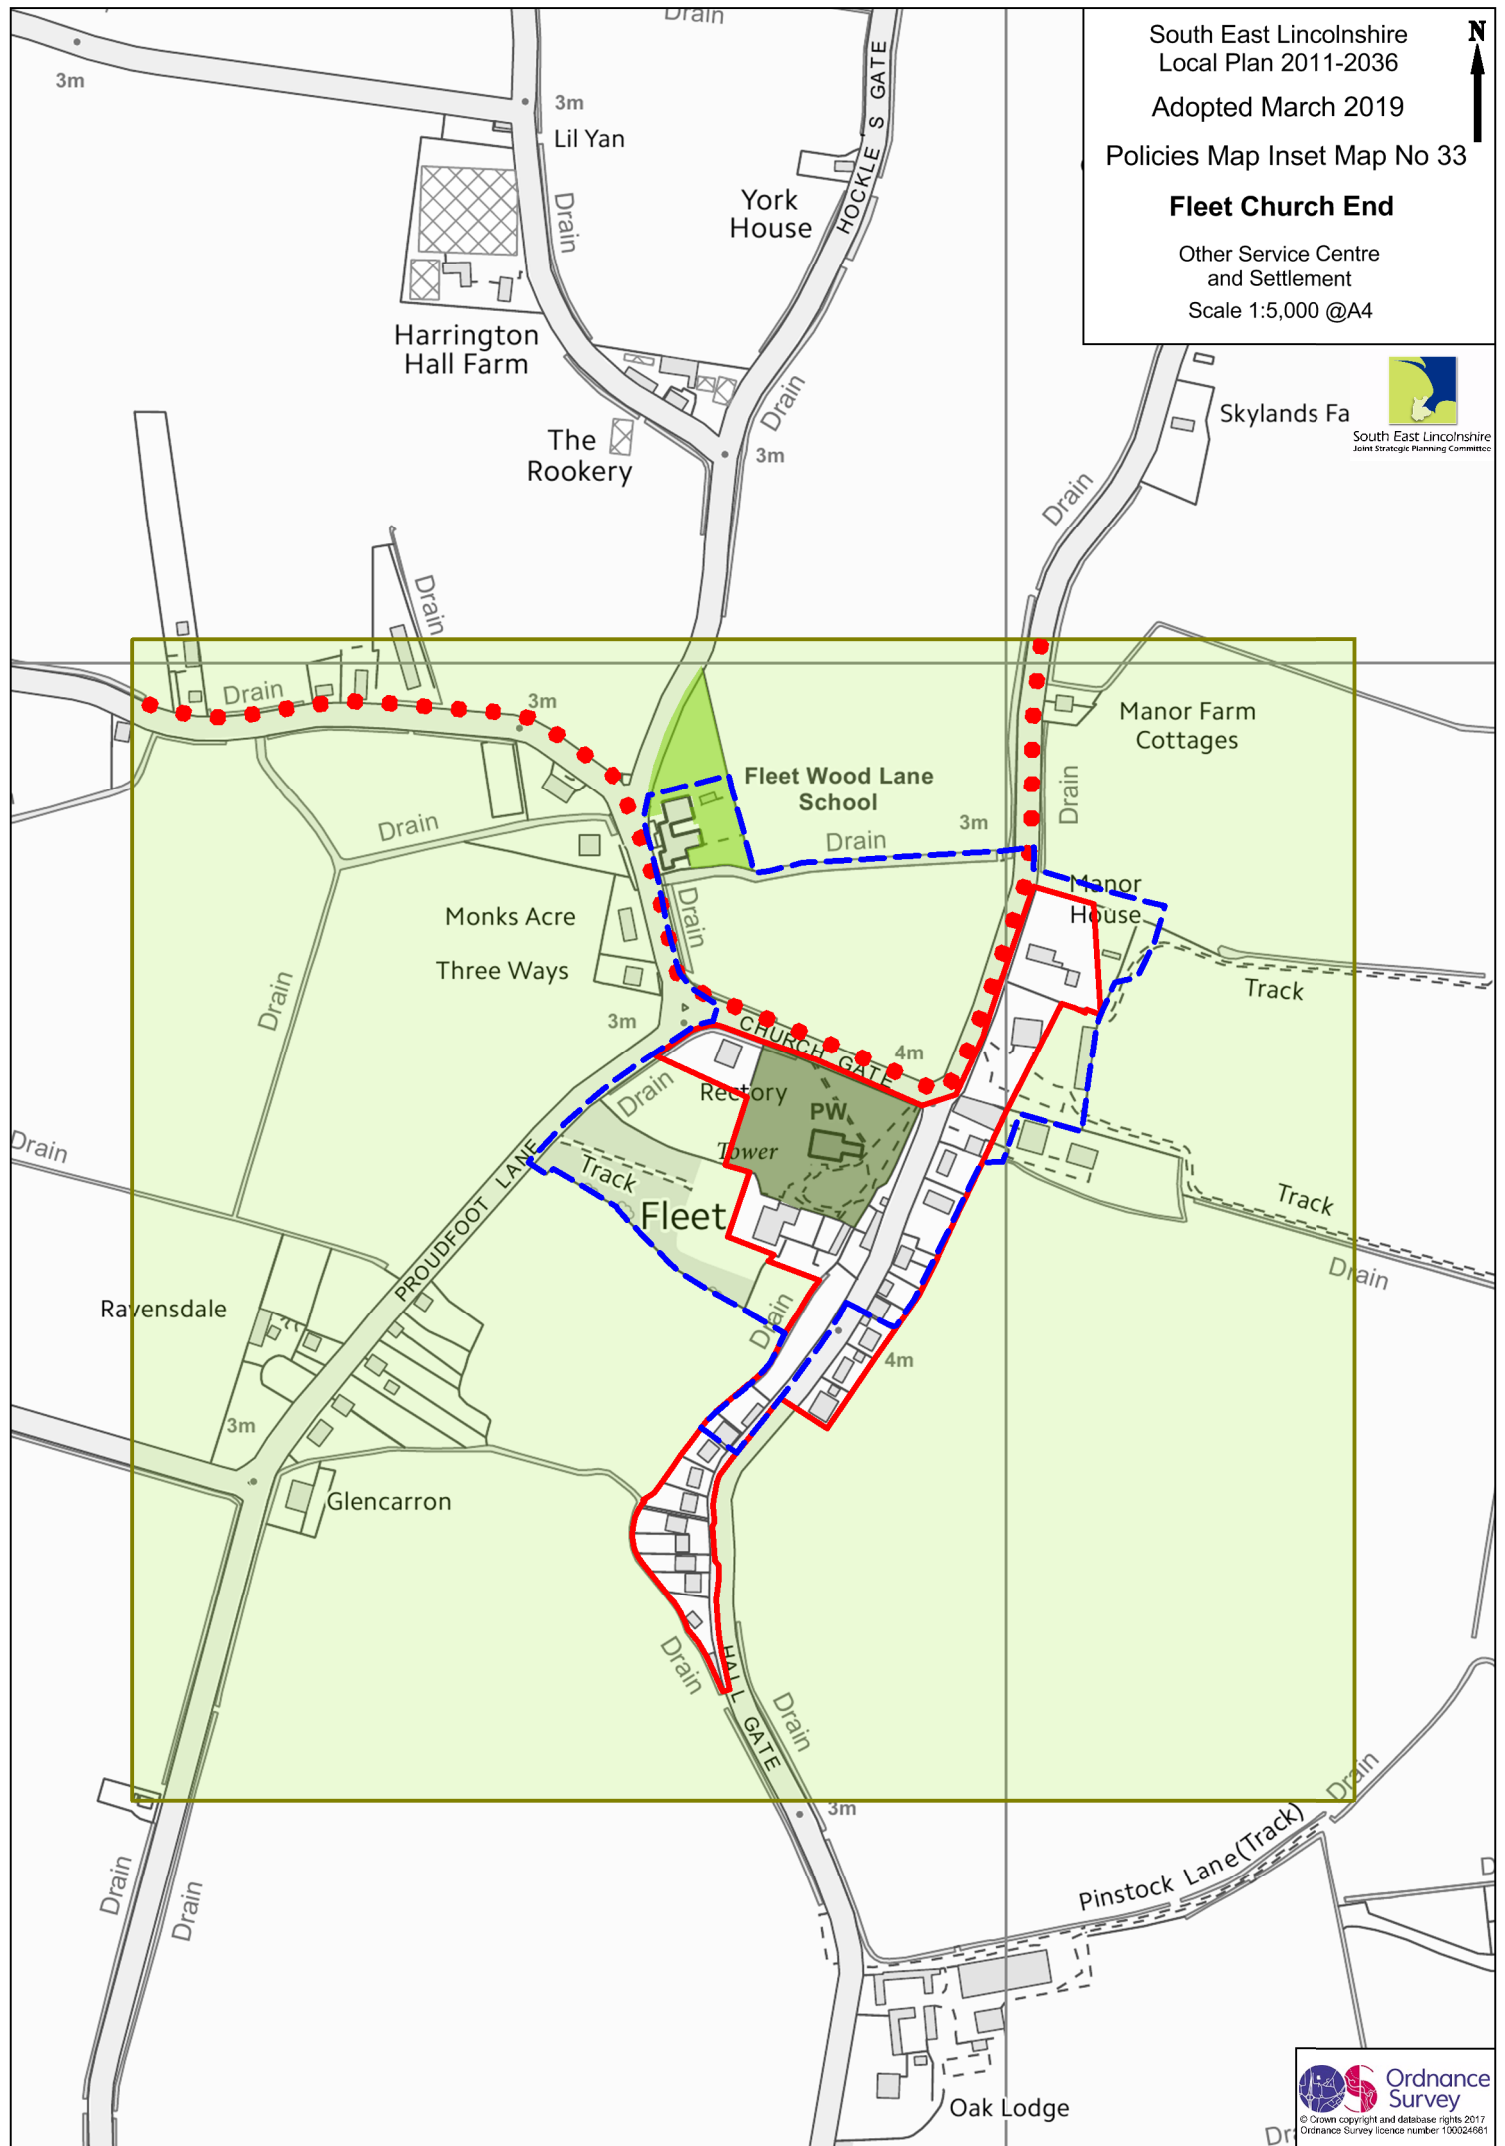 Drain
South East Lincolnshire
Local Plan 2011-2036
Adopted March 2019
Policies Map Inset Map No 33
Fleet Church End
Other Service Centre
and Settlement
Scale 1:5,000 @A4
N
3m
3m
Lil Yan
HOCKLE'S GATE
York
House
Drain
Harrington
Hall Farm
Drain
The
Rookery
3m
Skylands Fa
South East Lincolnshire
Joint Strategic Planning Committee
Drain
Drain
Drain
3m
Manor Farm
Cottages
Fleet Wood Lane
School
Drain
Drain
3m
Drain
Manor
House
Monks Acre
Drain
Three Ways
Drain
Track
3m
CHURCH GATE
4m
Rectory
Drain
PW
Tower
Drain
Track
PROUDFOOT LANE
Fleet
Track
Drain
Ravensdale
Drain
4m
3m
Glencarron
Drain
HALL GATE
Drain
3m
Drain
Pinstock Lane(Track)
Drain
Drain
D
Oak Lodge
Dr
Ordnance
Survey
© Crown copyright and database rights 2017
Ordnance Survey licence number 100024661